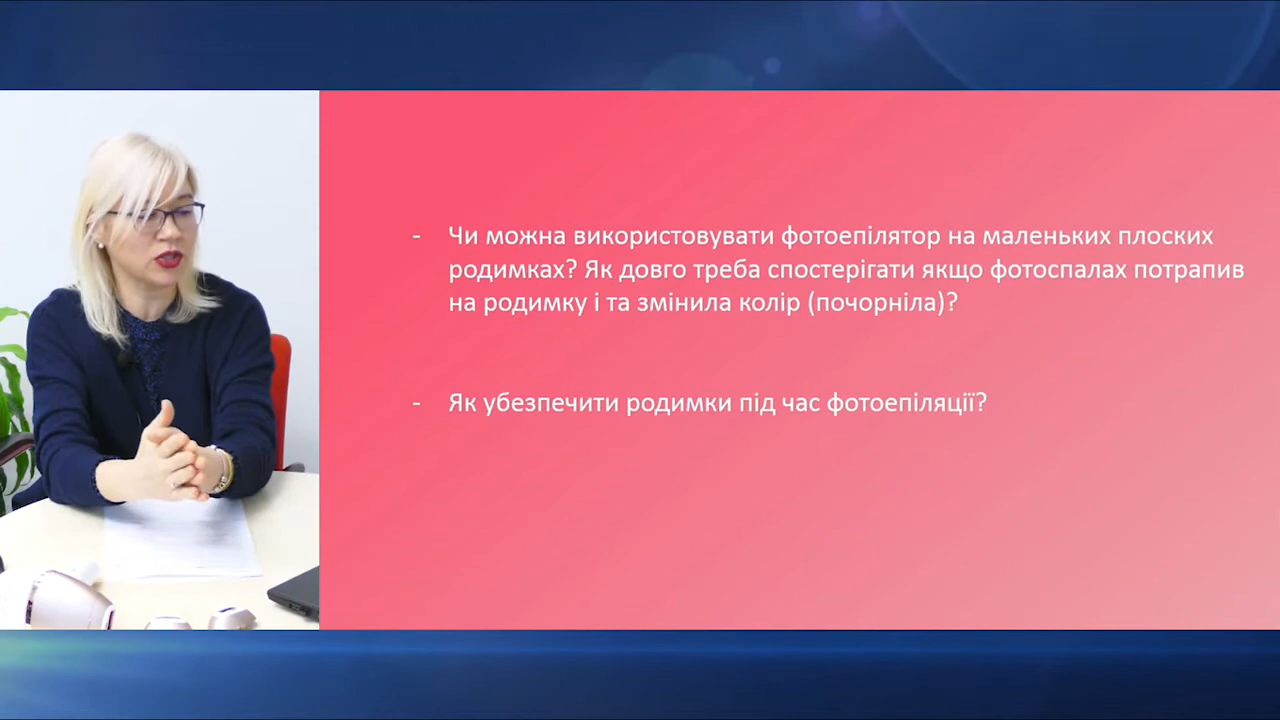 - Чи можна використовувати фотоепілятор на маленьких плоских
родимках? Як довго треба спостерігати якщо фотоспалах потрапив
на родимку і та змінила колір (почорніла)?
- Як убезпечити родимки під час фотоепіляції?